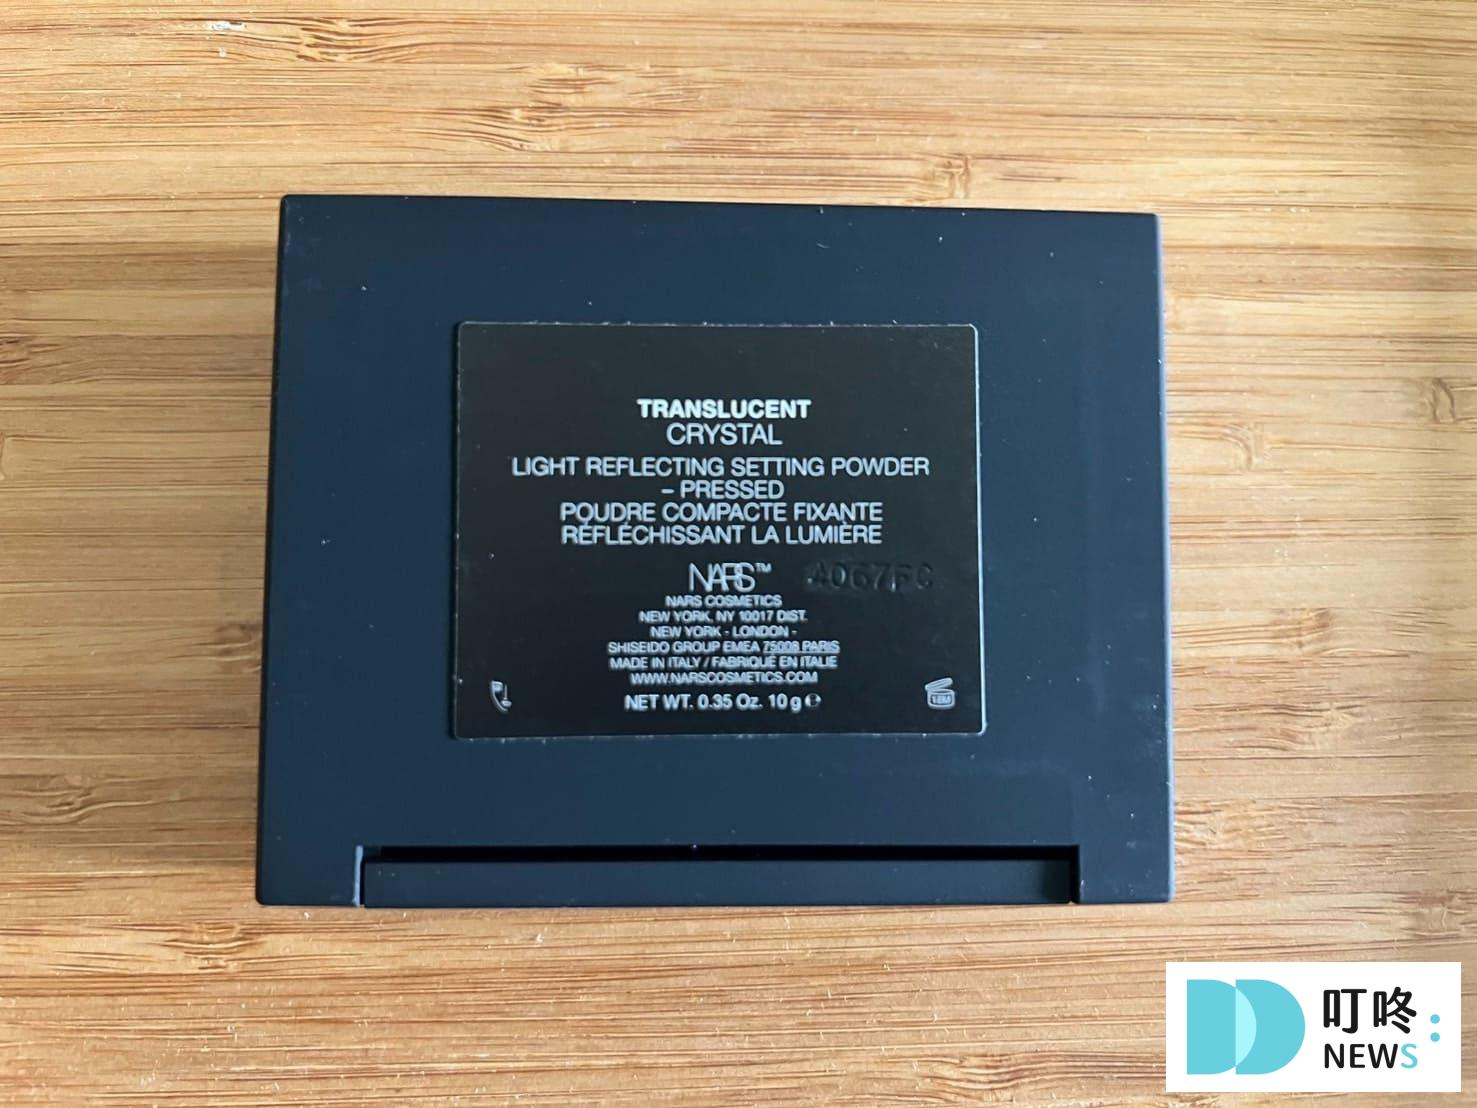 TRANSLUCENT
CRYSTAL
LIGHT REFLECTING SETTING POWDER
– PRESSED
POUDRE COMPACTE FIXANTE
RÉFLÉCHISSANT LA LUMIÈRE
NARS™
NARS COSMETICS
NEW YORK, NY 10017 DIST.
NEW YORK - LONDON -
SHISEIDO GROUP EMEA 75008 PARIS
MADE IN ITALY / FABRIQUÉ EN ITALIE
WWW.NARSCOSMETICS.COM
NET WT. 0.35 Oz. 10 g ℮
叮咚:
NEWS